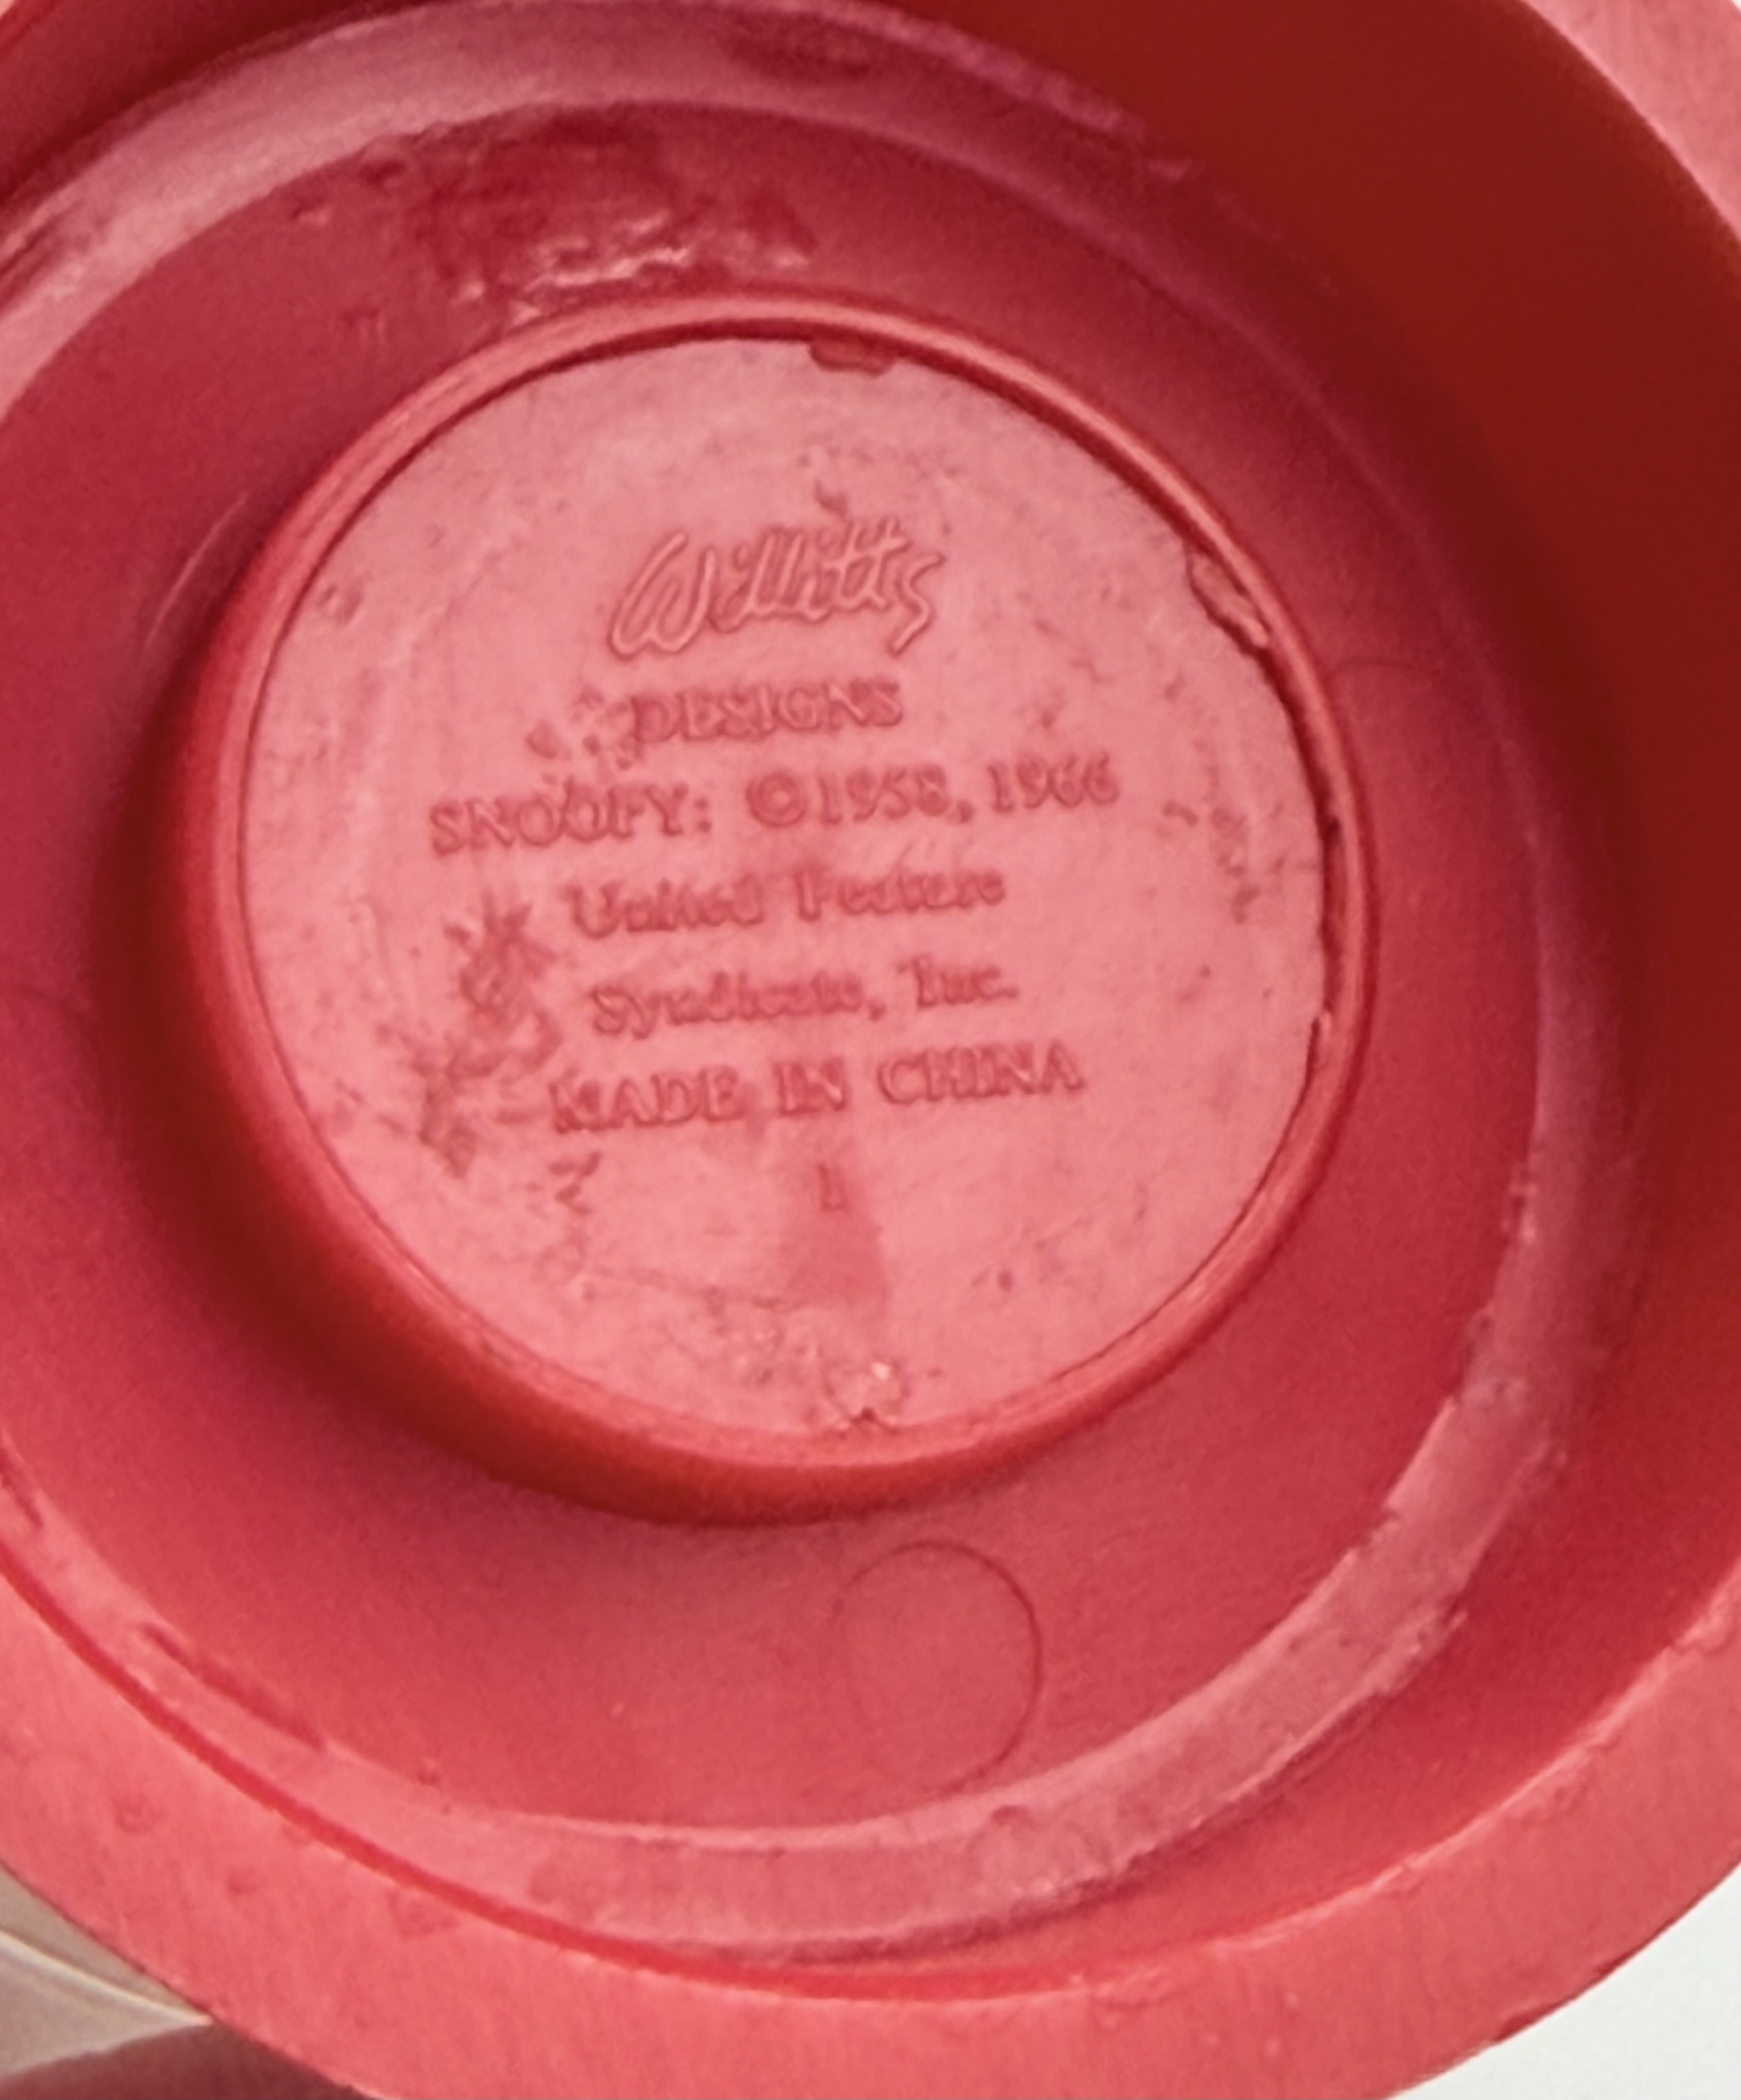 Willitts
DESIGNS
SNOOPY: ©1958, 1966
United Feature
Syndicate, Inc.
MADE IN CHINA
1